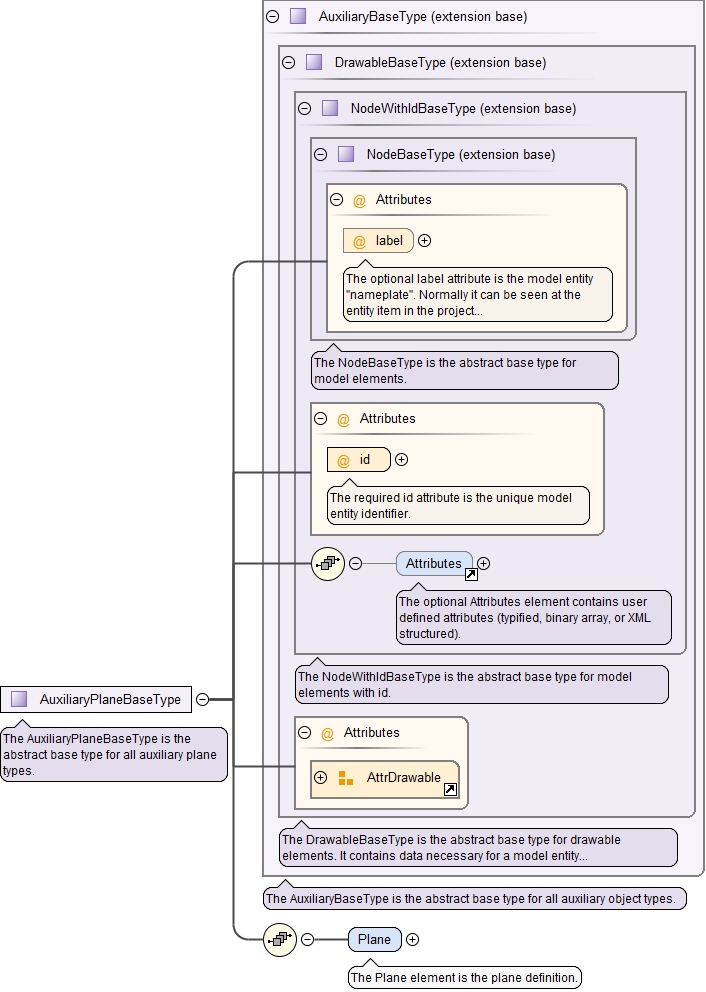 AuxiliaryBaseType (extension base)
DrawableBaseType (extension base)
NodeWithIdBaseType (extension base)
NodeBaseType (extension base)
@ Attributes
@ label
The optional label attribute is the model entity
"nameplate". Normally it can be seen at the
entity item in the project...
The NodeBaseType is the abstract base type for
model elements.
@ Attributes
@ id
The required id attribute is the unique model
entity identifier.
Attributes
The optional Attributes element contains user
defined attributes (typified, binary array, or XML
structured).
The NodeWithIdBaseType is the abstract base type for model
elements with id.
AuxiliaryPlaneBaseType
The AuxiliaryPlaneBaseType is the
abstract base type for all auxiliary plane
types.
@ Attributes
AttrDrawable
The DrawableBaseType is the abstract base type for drawable
elements. It contains data necessary for a model entity...
The AuxiliaryBaseType is the abstract base type for all auxiliary object types.
Plane
The Plane element is the plane definition.